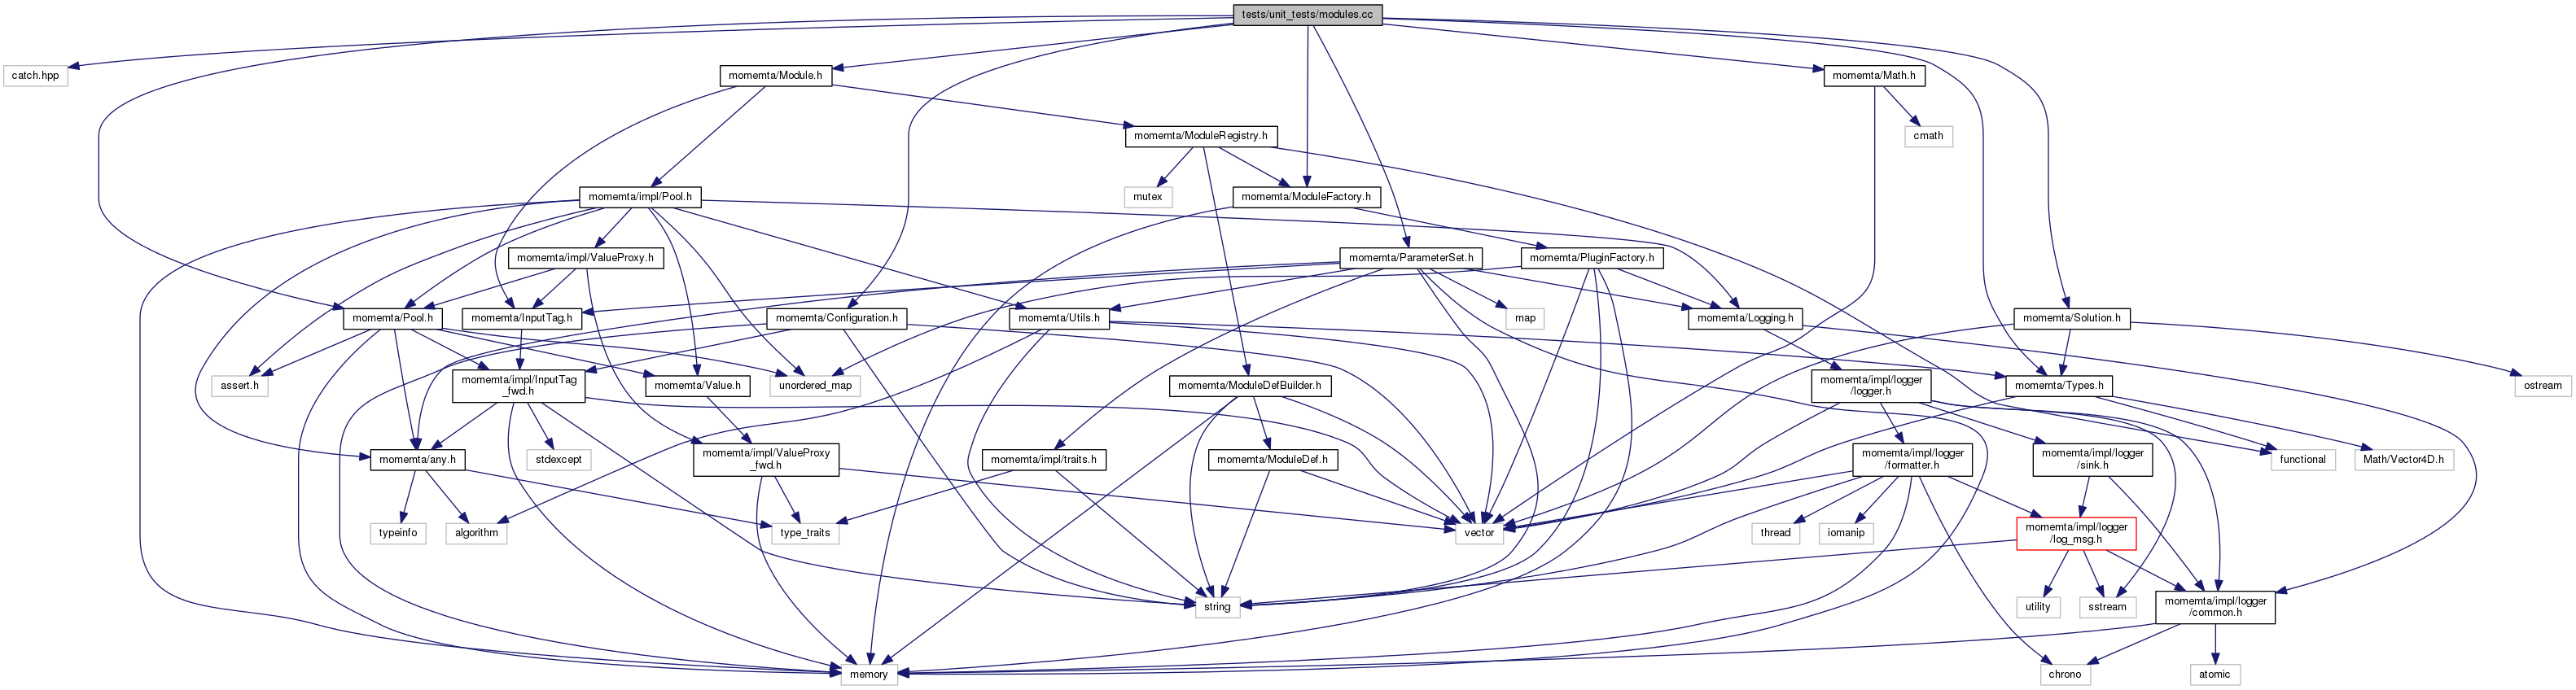 tests/unit_tests/modules.cc
catch.hpp
momemta/Module.h
momemta/Math.h
momemta/ModuleRegistry.h
cmath
momemta/impl/Pool.h
mutex
momemta/ModuleFactory.h
momemta/impl/ValueProxy.h
momemta/ParameterSet.h
momemta/PluginFactory.h
momemta/Pool.h
momemta/InputTag.h
momemta/Configuration.h
momemta/Utils.h
map
momemta/Logging.h
momemta/Solution.h
assert.h
momemta/impl/InputTag
_fwd.h
momemta/Value.h
unordered_map
momemta/ModuleDefBuilder.h
momemta/impl/logger
/logger.h
momemta/Types.h
ostream
momemta/any.h
stdexcept
momemta/impl/ValueProxy
_fwd.h
momemta/impl/traits.h
momemta/ModuleDef.h
momemta/impl/logger
/formatter.h
momemta/impl/logger
/sink.h
functional
Math/Vector4D.h
typeinfo
algorithm
type_traits
vector
thread
iomanip
momemta/impl/logger
/log_msg.h
string
utility
sstream
momemta/impl/logger
/common.h
memory
chrono
atomic